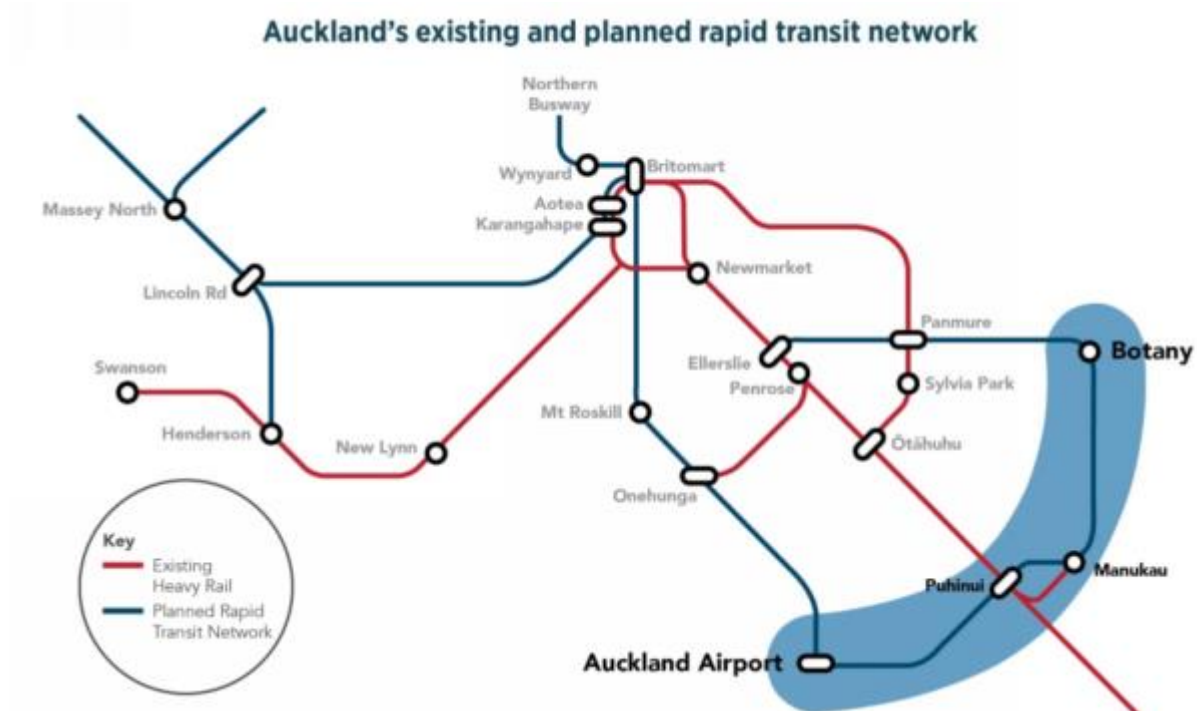 Auckland's existing and planned rapid transit network
Northern
Busway
Wynyard
Britomart
Aotea
Karangahape
Massey North
Lincoln Rd
Newmarket
Panmure
Botany
Ellerslie
Penrose
Sylvia Park
Swanson
Mt Roskill
Henderson
New Lynn
Ōtāhuhu
Onehunga
Key
Existing
Heavy Rail
Planned Rapid
Transit Network
Puhinui
Manukau
Auckland Airport